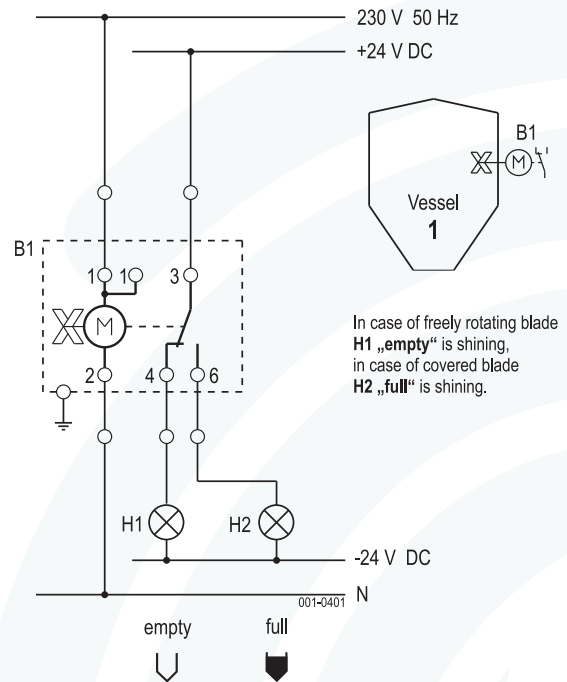 230 V 50 Hz
+24 V DC
B1
M
Vessel
1
B1
1 1 3
M
2 4 6
In case of freely rotating blade
H1 „empty“ is shining,
in case of covered blade
H2 „full“ is shining.
H1 H2
-24 V DC
001-0401 N
empty full